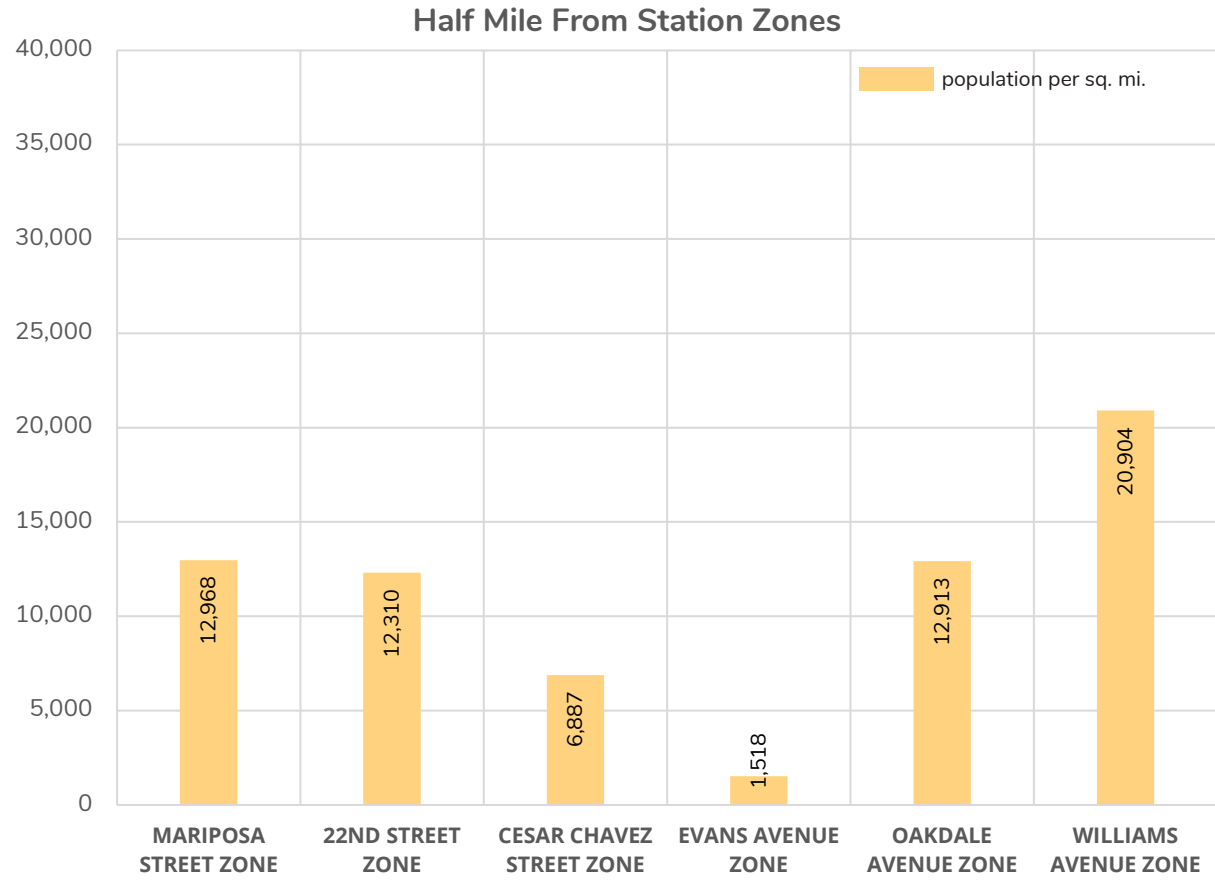 Half Mile From Station Zones
40,000
population per sq. mi.
35,000
30,000
25,000
20,000
15,000
10,000
5,000
0
12,968
12,310
6,887
1,518
12,913
20,904
MARIPOSA
STREET ZONE
22ND STREET
ZONE
CESAR CHAVEZ
STREET ZONE
EVANS AVENUE
ZONE
OAKDALE
AVENUE ZONE
WILLIAMS
AVENUE ZONE